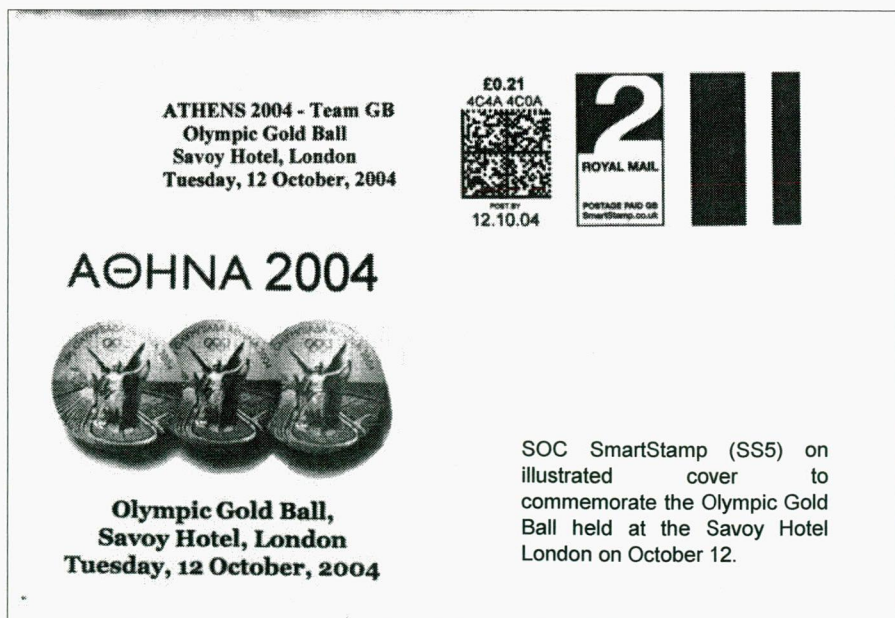 ATHENS 2004 - Team GB
Olympic Gold Ball
Savoy Hotel, London
Tuesday, 12 October, 2004
£0.21
4C4A 4C0A
POST BY
12.10.04
2
ROYAL MAIL
POSTAGE PAID GB
SmartStamp.co.uk
ΑΘΗΝΑ 2004
Olympic Gold Ball,
Savoy Hotel, London
Tuesday, 12 October, 2004
SOC SmartStamp (SS5) on
illustrated cover to
commemorate the Olympic Gold
Ball held at the Savoy Hotel
London on October 12.